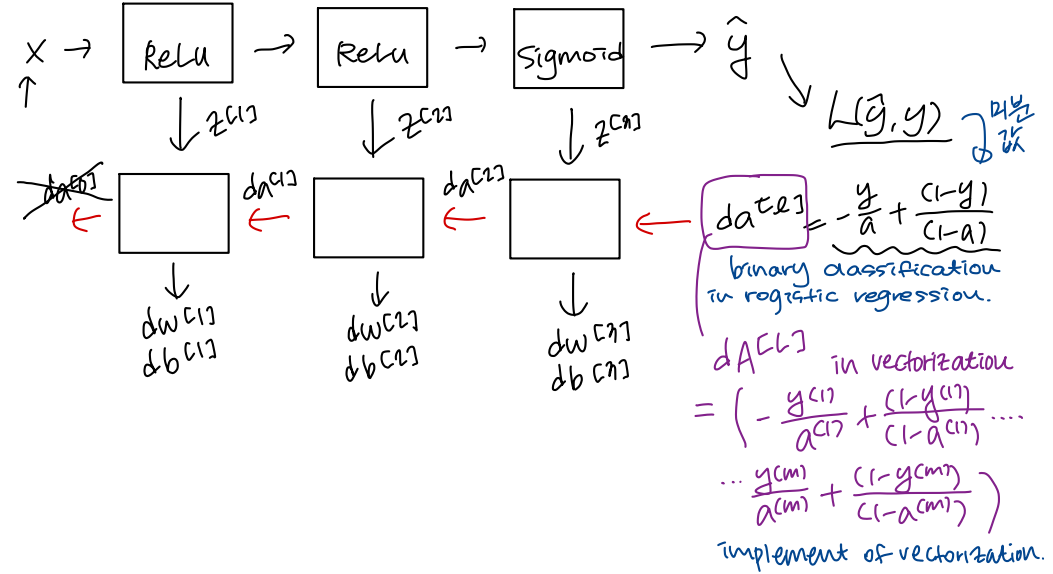 x → Relu → Relu → Sigmoid → ŷ
L(ŷ, y)
미분
값
z[1]
z[2]
z[3]
da[0]
da[1]
da[2]
da[l] = -y/a + (1-y)/(1-a)
binary classification
in rogistic regression.
dw[1]
db[1]
dw[2]
db[2]
dw[3]
db[3]
dA[L] in vectorization
= (-y(1)/a(1) + (1-y(1))/(1-a(1)) ....
... y(m)/a(m) + (1-y(m))/(1-a(m)))
implement of vectorization.